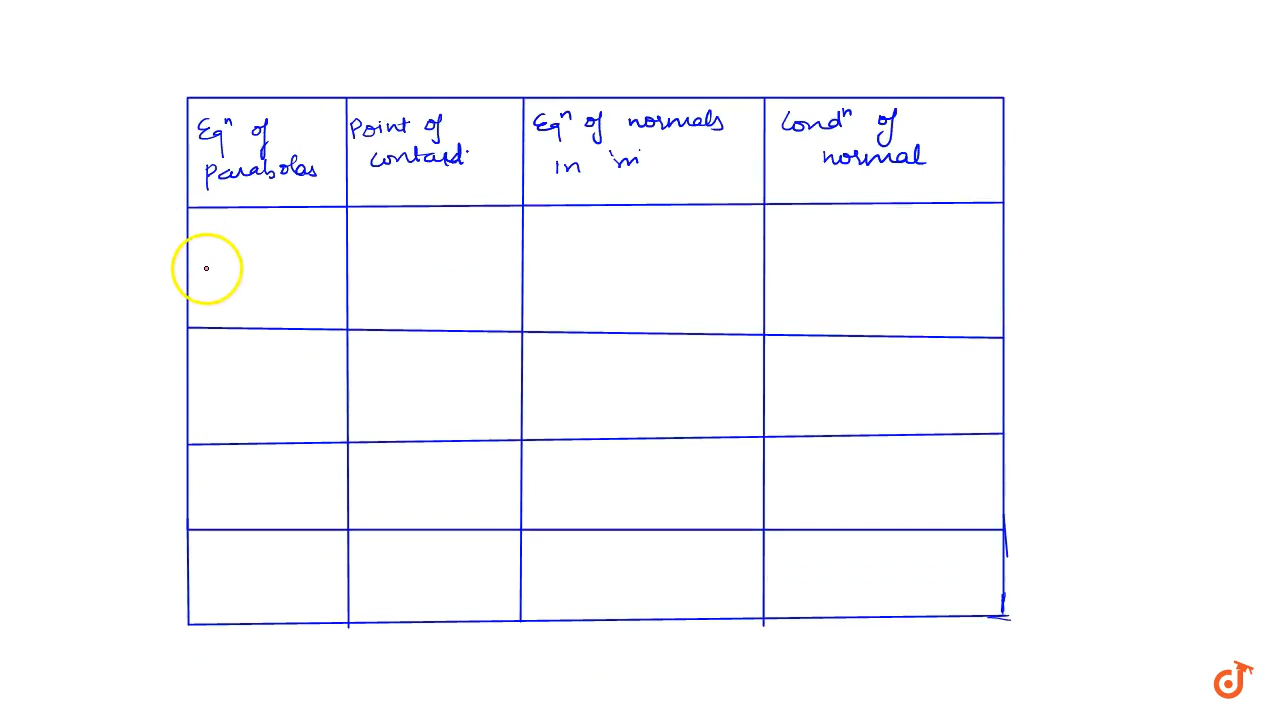 Eqⁿ of
parabolas
Point of
contact
Eqⁿ of normals
in 'm'
Condⁿ of
normal